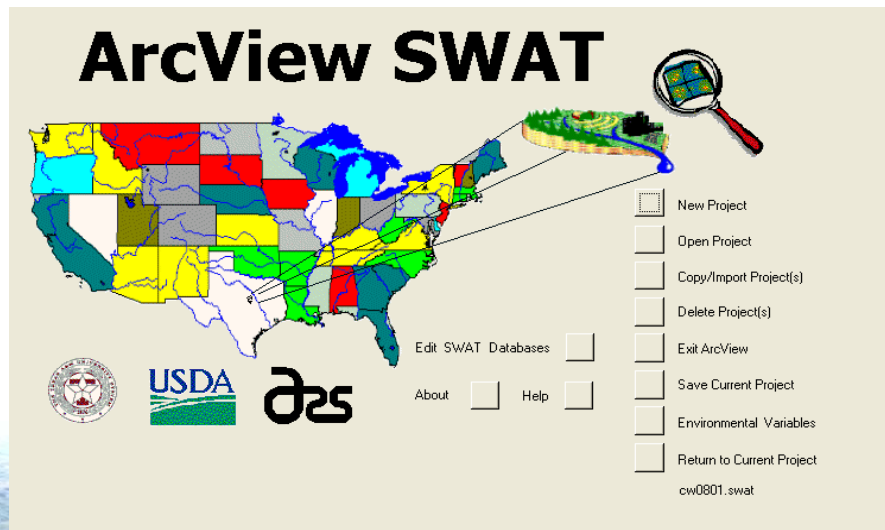 ArcView SWAT
New Project
Open Project
Copy/Import Project(s)
Delete Project(s)
Edit SWAT Databases
Exit ArcView
USDA
ars
About
Help
Save Current Project
Environmental Variables
Return to Current Project
cw0801.swat